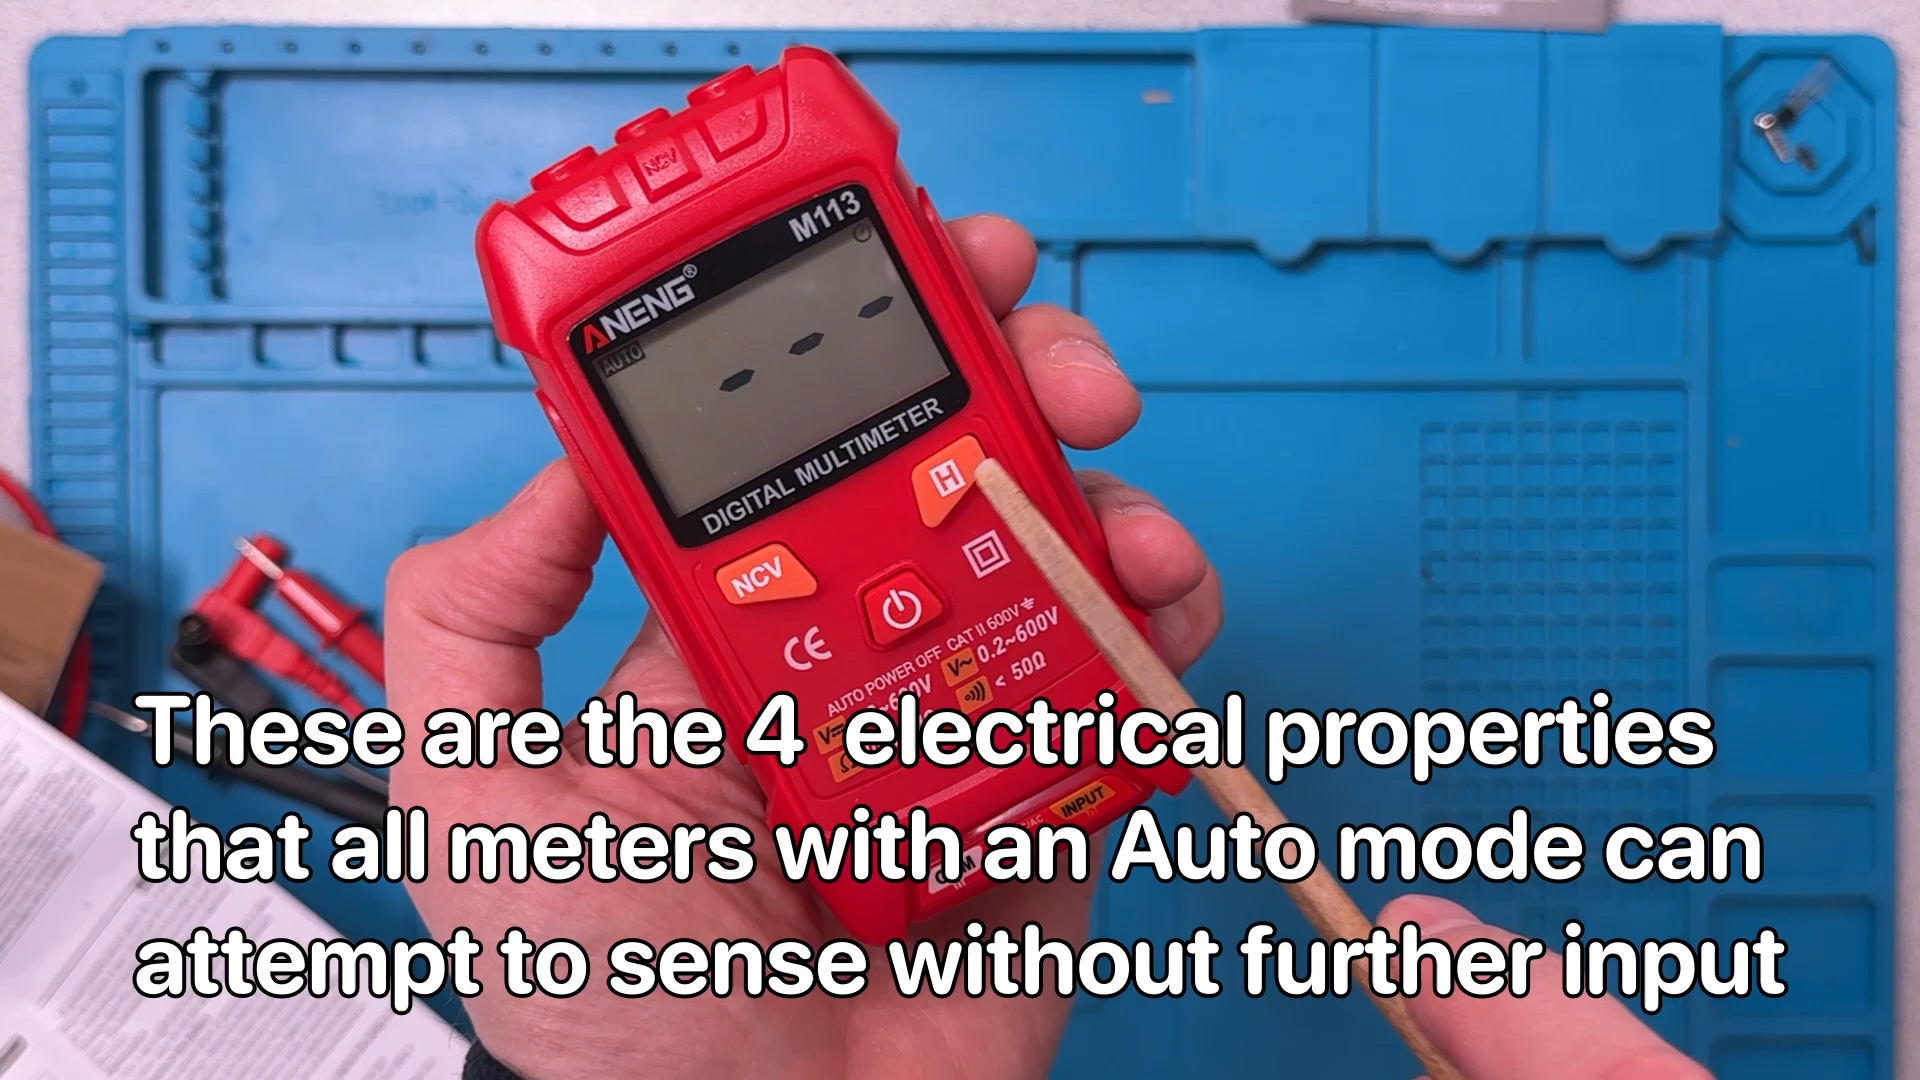 NCV
M113
ANENG®
AUTO
DIGITAL MULTIMETER
H
NCV
CE
AUTO POWER OFF CAT II 600V
V~ 0.2~600V
< 50Ω
INPUT
These are the 4 electrical properties
that all meters with an Auto mode can
attempt to sense without further input